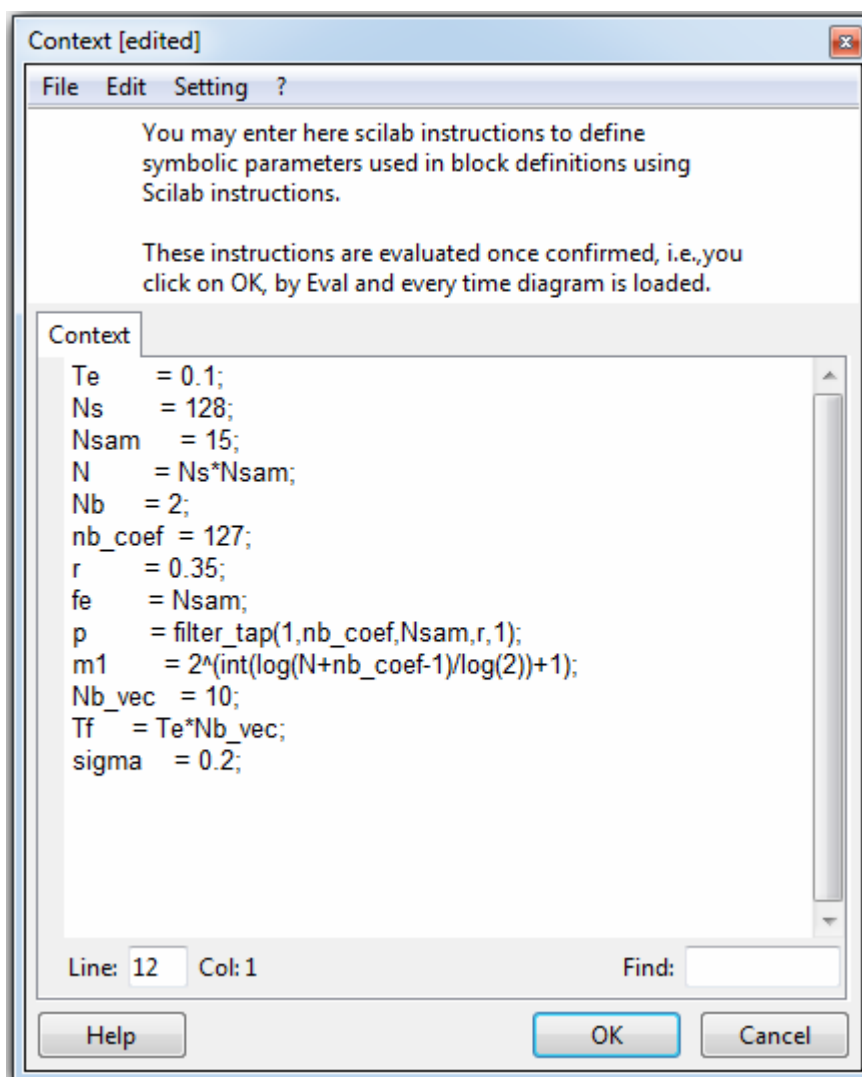 Context [edited]
File Edit Setting ?
You may enter here scilab instructions to define
symbolic parameters used in block definitions using
Scilab instructions.
These instructions are evaluated once confirmed, i.e.,you
click on OK, by Eval and every time diagram is loaded.
Context
Te = 0.1;
Ns = 128;
Nsam = 15;
N = Ns*Nsam;
Nb = 2;
nb_coef = 127;
r = 0.35;
fe = Nsam;
p = filter_tap(1,nb_coef,Nsam,r,1);
m1 = 2^(int(log(N+nb_coef-1)/log(2))+1);
Nb_vec = 10;
Tf = Te*Nb_vec;
sigma = 0.2;
Line: 12 Col: 1 Find:
Help OK Cancel